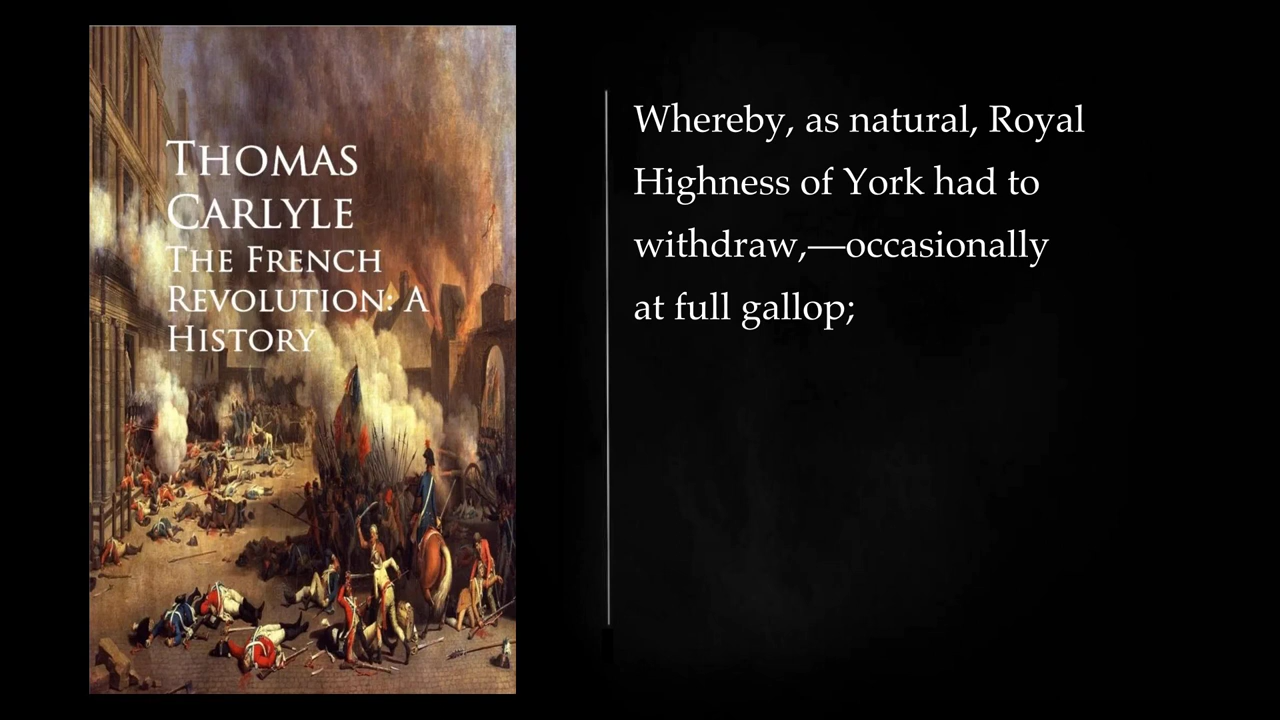 THOMAS
CARLYLE
THE FRENCH
REVOLUTION: A
HISTORY
Whereby, as natural, Royal
Highness of York had to
withdraw,—occasionally
at full gallop;